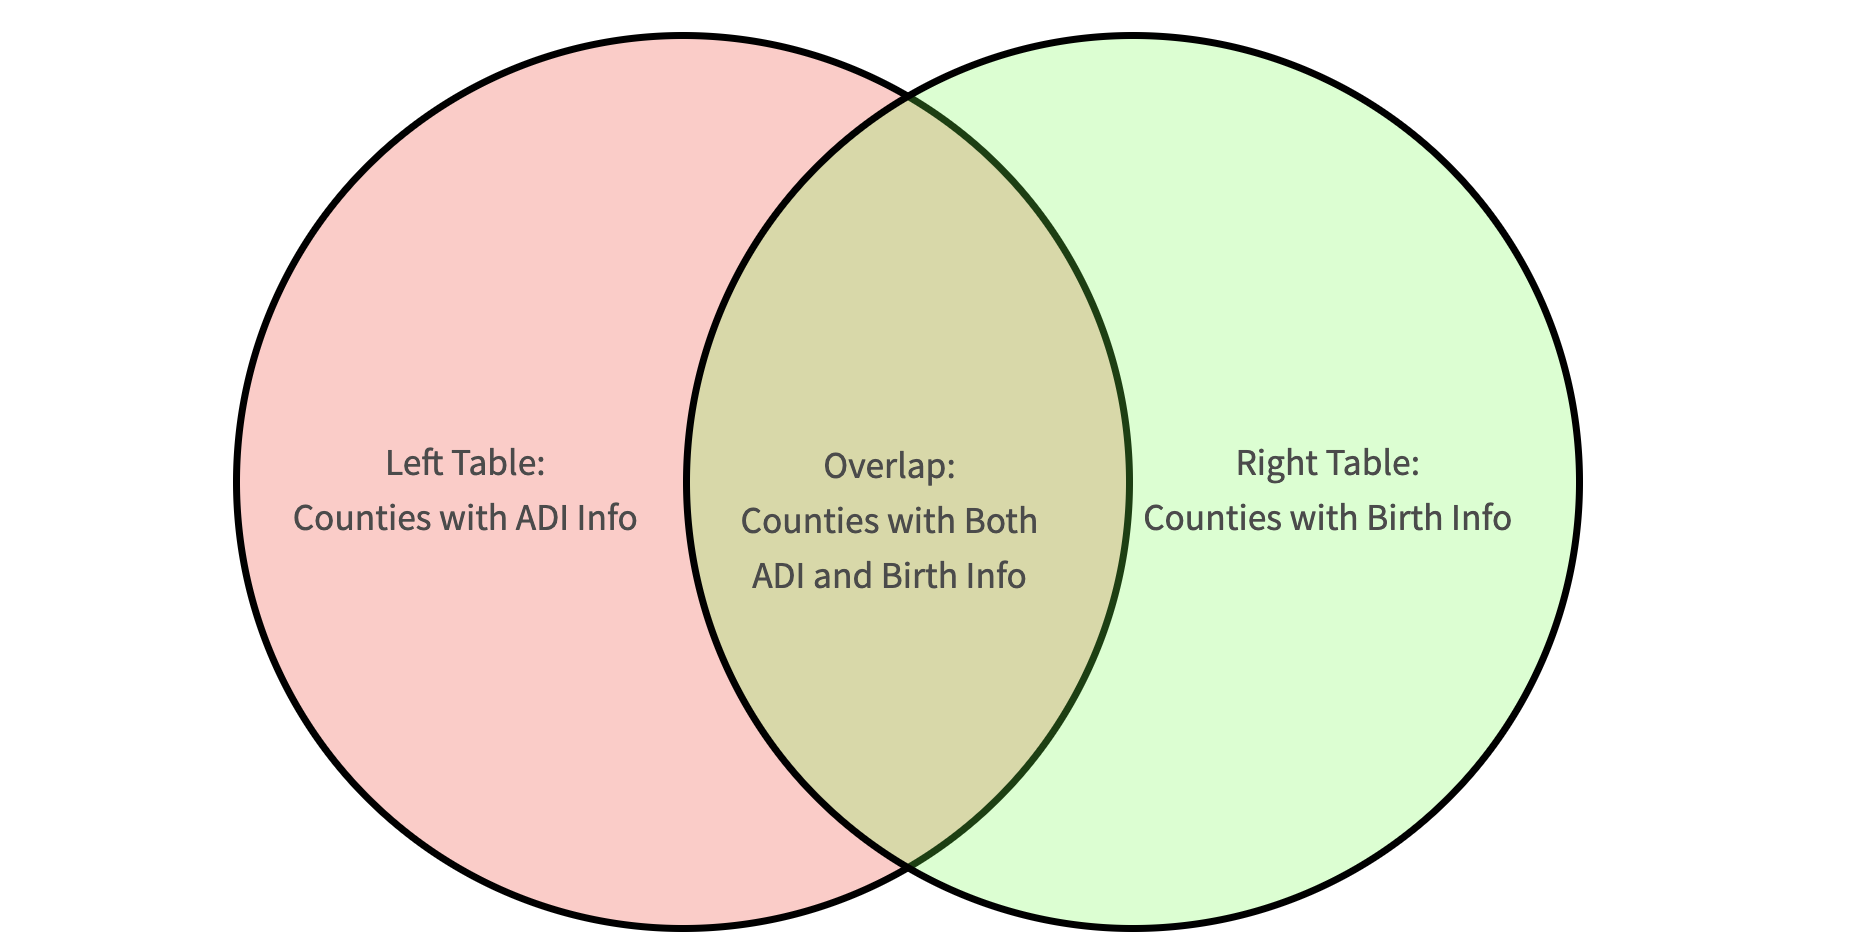 Left Table:
Counties with ADI Info
Overlap:
Counties with Both
ADI and Birth Info
Right Table:
Counties with Birth Info